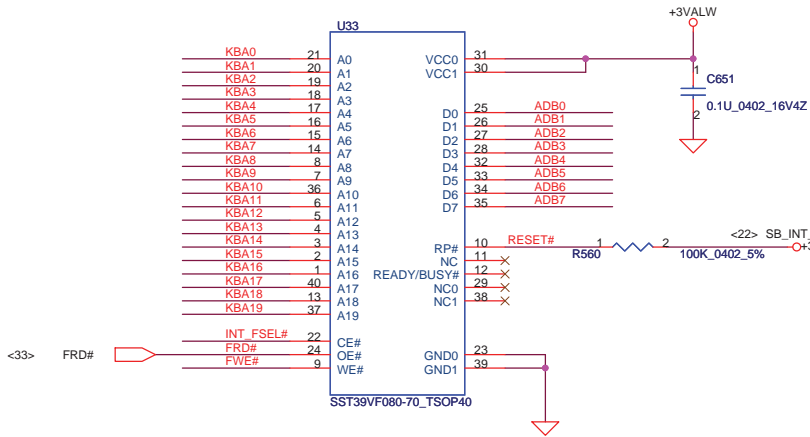 +3VALW
U33
KBA0 21 A0 VCC0 31
KBA1 20 A1 VCC1 30
1
KBA2 19 A2
C651
KBA3 18 A3
0.1U_0402_16V4Z
KBA4 17 A4 D0 25 ADB0
2
KBA5 16 A5 D1 26 ADB1
KBA6 15 A6 D2 27 ADB2
KBA7 14 A7 D3 28 ADB3
KBA8 8 A8 D4 32 ADB4
KBA9 7 A9 D5 33 ADB5
KBA10 36 A10 D6 34 ADB6
KBA11 6 A11 D7 35 ADB7
KBA12 5 A12
KBA13 4 A13
<22> SB_INT_
KBA14 3 A14 RP# 10 RESET# 1 2 +3
KBA15 2 A15 NC 11 R560 100K_0402_5%
KBA16 1 A16 READY/BUSY# 12
KBA17 40 A17 NC0 29
KBA18 13 A18 NC1 38
KBA19 37 A19
INT_FSEL# 22 CE#
<33> FRD# FRD# 24 OE# GND0 23
FWE# 9 WE# GND1 39
SST39VF080-70_TSOP40